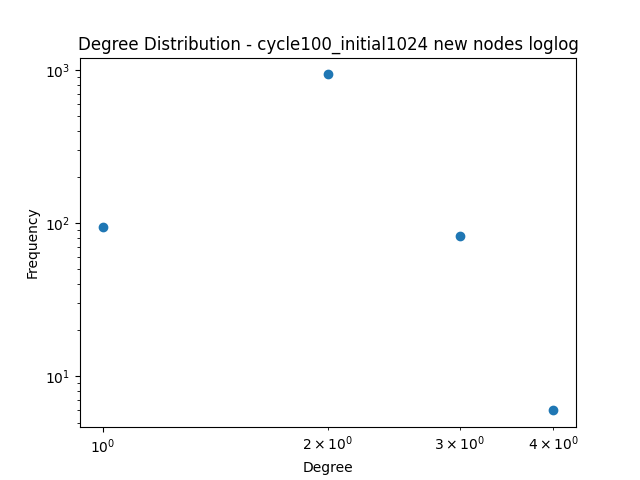 Degree Distribution - cycle100_initial1024 new nodes loglog
10³
10²
10¹
Frequency
10⁰
2 × 10⁰
3 × 10⁰
4 × 10⁰
Degree